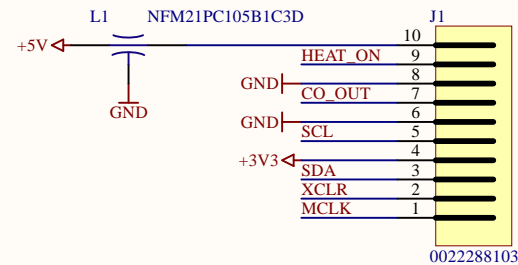 L1 NFM21PC105B1C3D J1
+5V 10
HEAT_ON 9
GND 8
CO_OUT 7
GND 6
GND
SCL 5
+3V3 4
SDA 3
XCLR 2
MCLK 1
0022288103